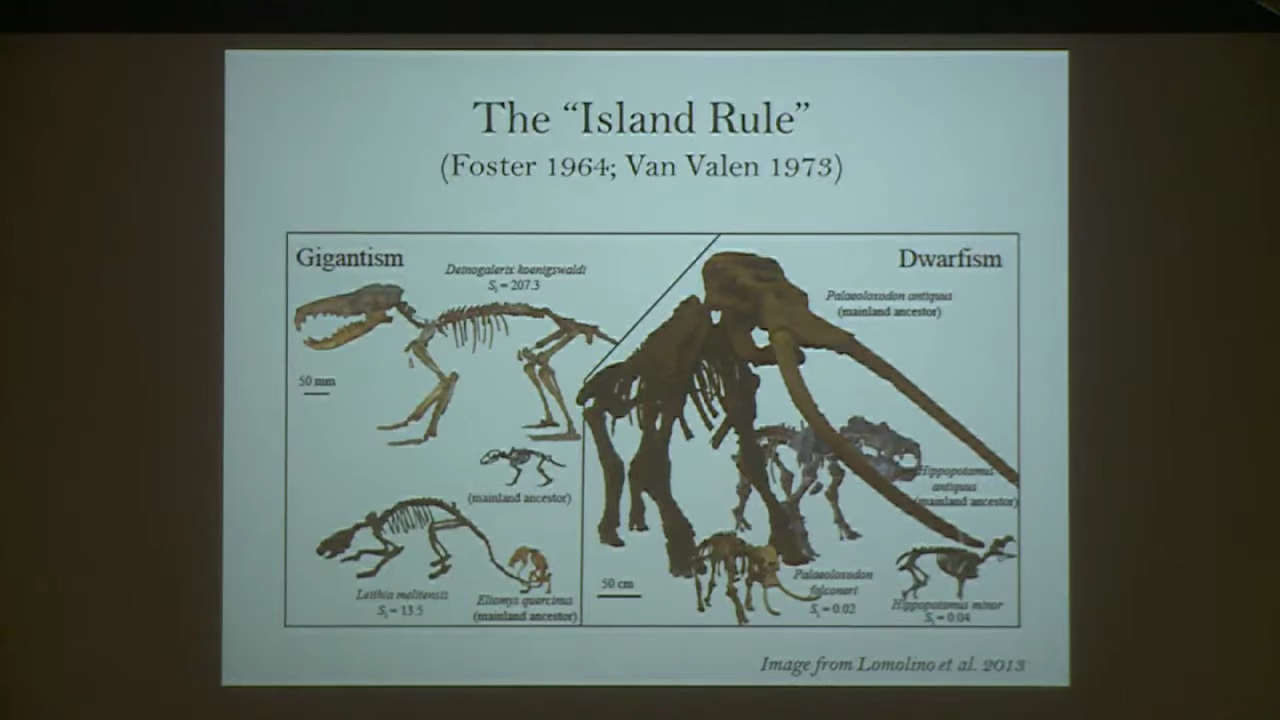 The “Island Rule”
(Foster 1964; Van Valen 1973)
Gigantism
Dwarfism
Deinogalerix koenigswaldi
Si = 207.3
Palaeoloxodon antiquus
(mainland ancestor)
50 mm
Hippopotamus
antiquus
(mainland ancestor)
(mainland ancestor)
Leithia melitensis
Si = 13.5
Eliomys quercinus
(mainland ancestor)
50 cm
Palaeoloxodon
falconeri
Si = 0.02
Hippopotamus minor
Si = 0.04
Image from Lomolino et al. 2013